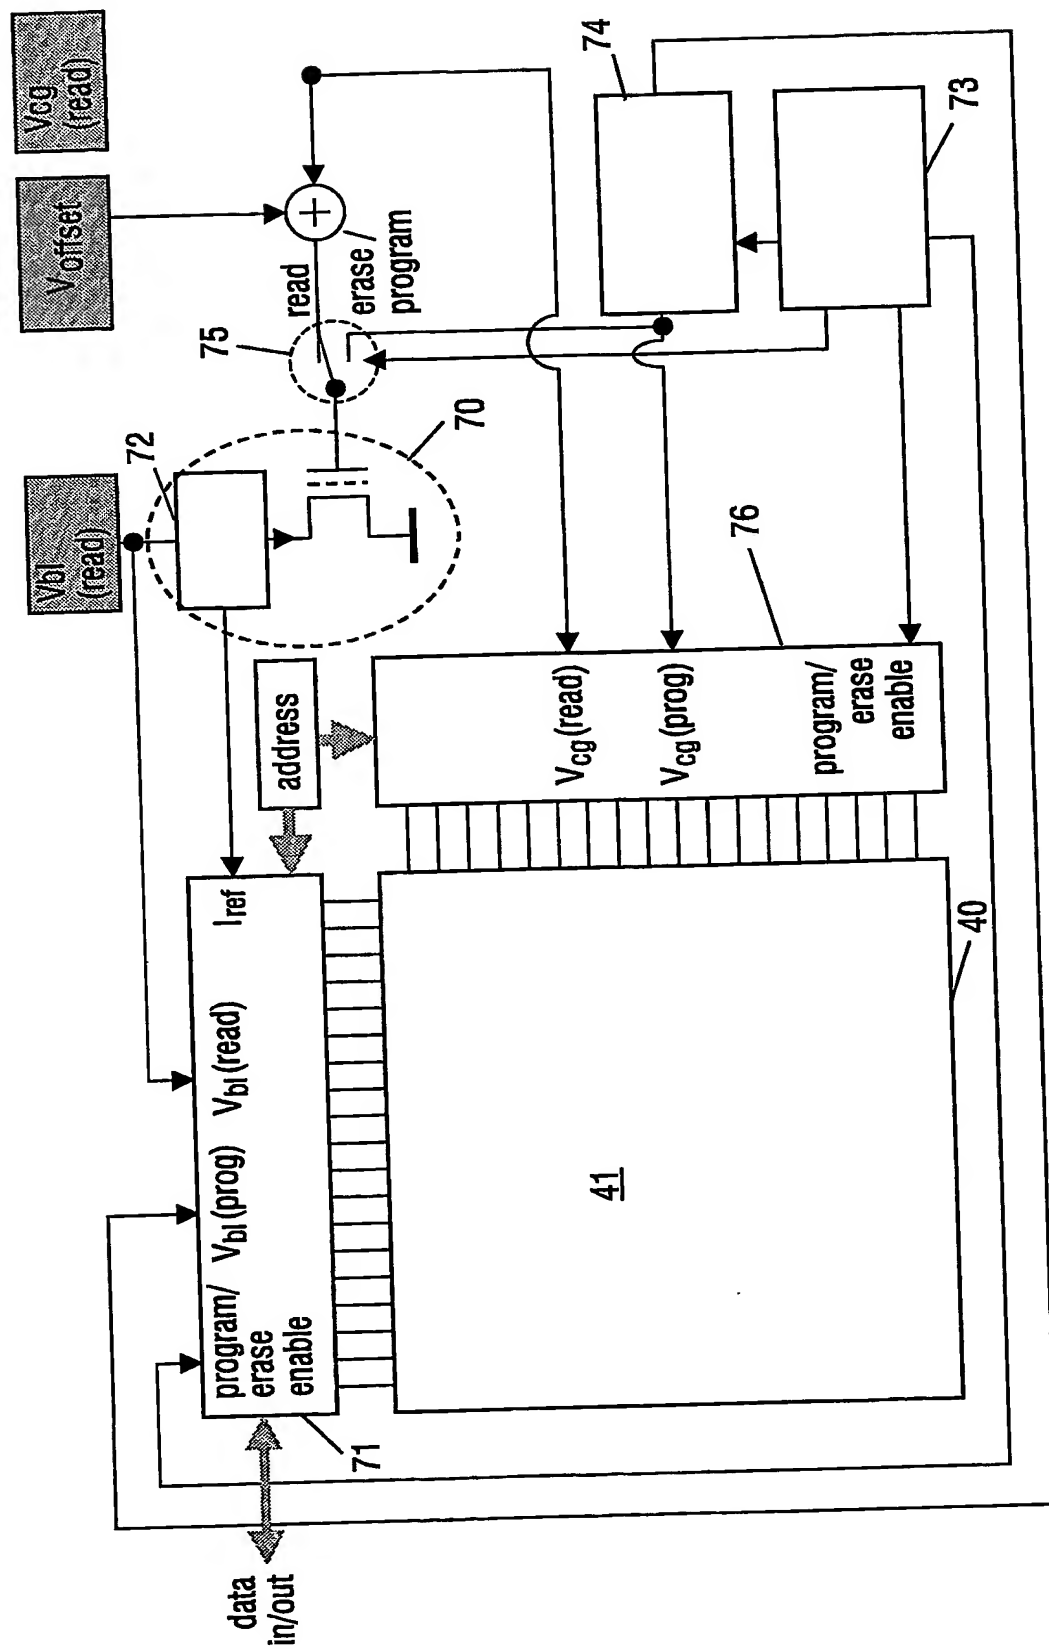 Vbl
(read)
V offset
Vcg
(read)
72
75
read
erase
program
70
74
73
address
Iref
Vbl(read)
Vbl(prog)
program/
erase
enable
71
data
in/out
Vcg(read)
Vcg(prog)
program/
erase
enable
76
41
40